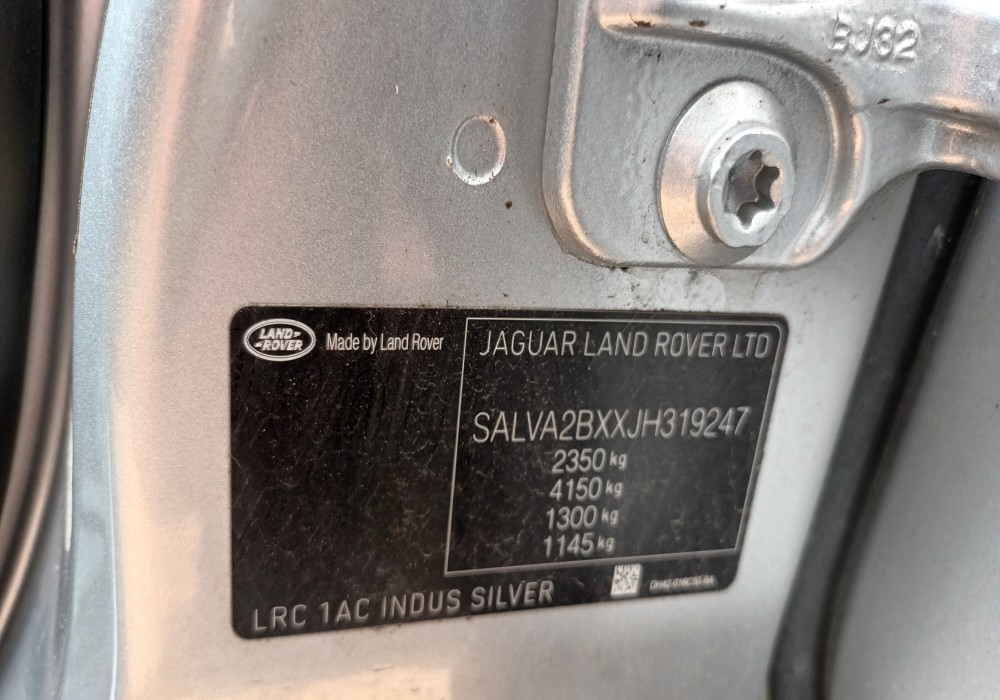 BJ32
LAND-
-ROVER
Made by Land Rover
JAGUAR LAND ROVER LTD
SALVA2BXXJH319247
2350 kg
4150 kg
1300 kg
1145 kg
LRC 1AC INDUS SILVER